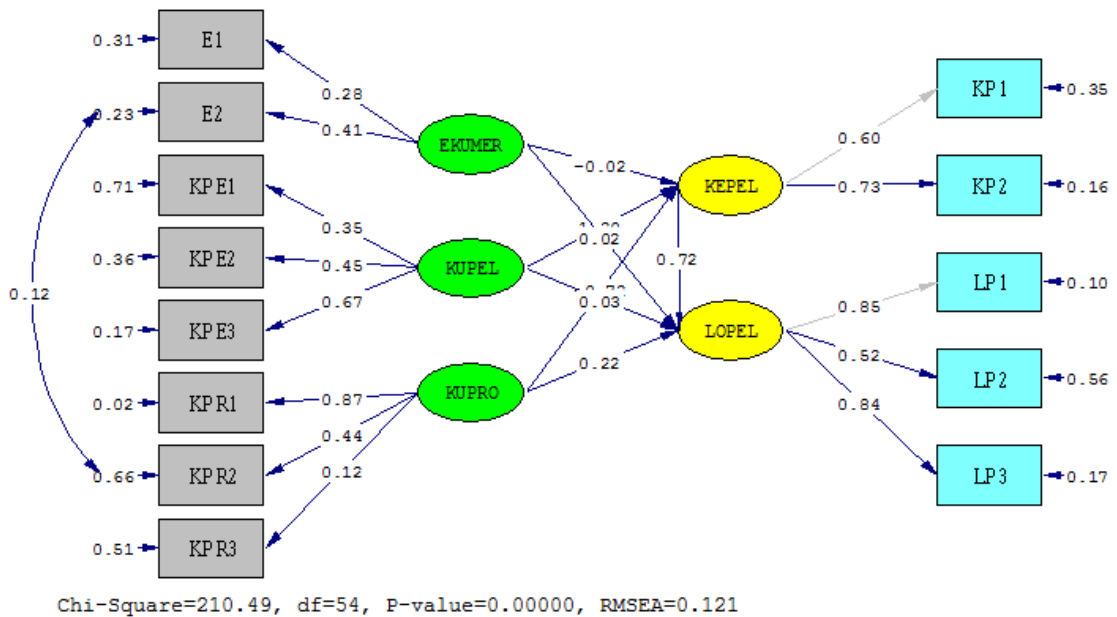 0.31
E1
0.28
0.23
E2
0.41
EKUMER
-0.02
KEPEL
0.60
KP1
0.35
0.73
KP2
0.16
0.71
KPE1
0.35
0.02
0.36
KPE2
0.45
KUPEL
0.72
0.12
0.67
0.03
0.17
KPE3
LOPEL
0.85
LP1
0.10
0.22
0.52
LP2
0.56
0.84
0.02
KPR1
0.87
KUPRO
0.44
0.66
KPR2
0.12
LP3
0.17
0.51
KPR3
Chi-Square=210.49, df=54, P-value=0.00000, RMSEA=0.121